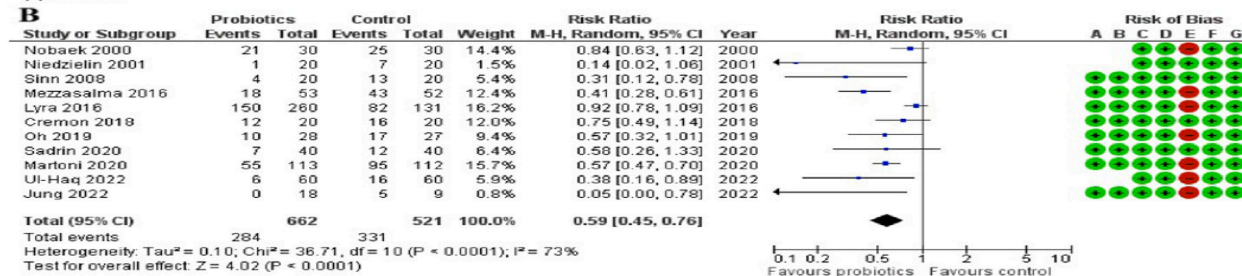 B
Probiotics Control Risk Ratio Risk Ratio Risk of Bias
Study or Subgroup Events Total Events Total Weight M-H, Random, 95% CI Year M-H, Random, 95% CI A B C D E F G
Nobaek 2000 21 30 25 30 14.4% 0.84 [0.63, 1.12] 2000
Niedzielin 2001 1 20 7 20 1.5% 0.14 [0.02, 1.06] 2001
Sinn 2008 4 20 13 20 5.4% 0.31 [0.12, 0.78] 2008
Mezzasalma 2016 18 53 43 52 12.4% 0.41 [0.28, 0.61] 2016
Lyra 2016 150 260 82 131 16.2% 0.92 [0.78, 1.09] 2016
Cremon 2018 12 20 16 20 12.0% 0.75 [0.49, 1.14] 2018
Oh 2019 10 28 17 27 9.4% 0.57 [0.32, 1.01] 2019
Sadrin 2020 7 40 12 40 6.4% 0.58 [0.26, 1.33] 2020
Martoni 2020 55 113 95 112 15.7% 0.57 [0.47, 0.70] 2020
Ul-Haq 2022 6 60 16 60 5.9% 0.38 [0.16, 0.89] 2022
Jung 2022 0 18 5 9 0.8% 0.05 [0.00, 0.78] 2022
Total (95% CI) 662 521 100.0% 0.59 [0.45, 0.76]
Total events 284 331
Heterogeneity: Tau² = 0.10; Chi² = 36.71, df = 10 (P < 0.0001); I² = 73%
Test for overall effect: Z = 4.02 (P < 0.0001)
0.1 0.2 0.5 1 2 5 10
Favours probiotics Favours control